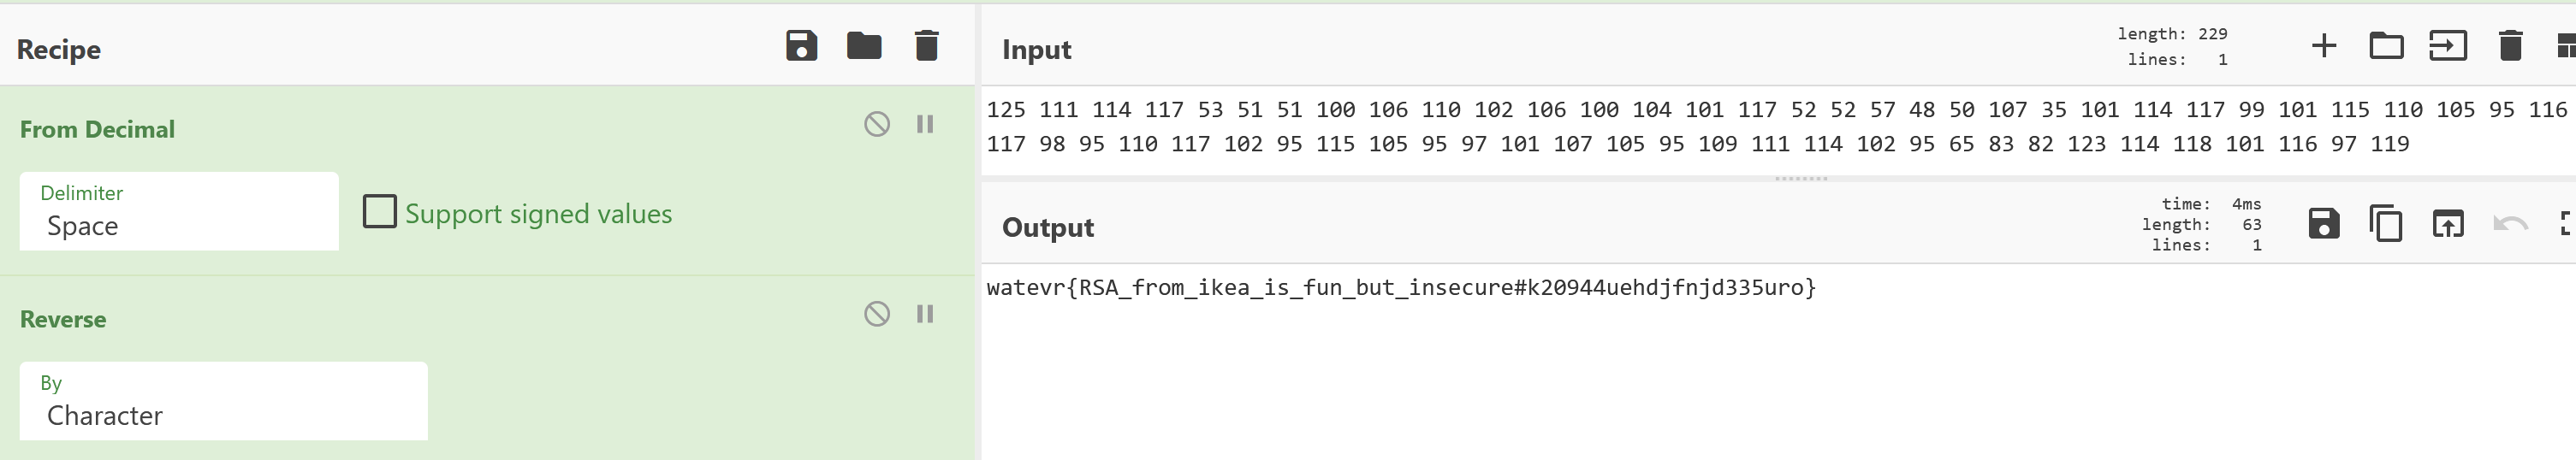 Recipe
From Decimal
Delimiter
Space
Support signed values
Reverse
By
Character
Input
length: 229
lines: 1
125 111 114 117 53 51 51 100 106 110 102 106 100 104 101 117 52 52 57 48 50 107 35 101 114 117 99 101 115 110 105 95 116
117 98 95 110 117 102 95 115 105 95 97 101 107 105 95 109 111 114 102 95 65 83 82 123 114 118 101 116 97 119
Output
time: 4ms
length: 63
lines: 1
watevr{RSA_from_ikea_is_fun_but_insecure#k20944uehdjfnjd335uro}